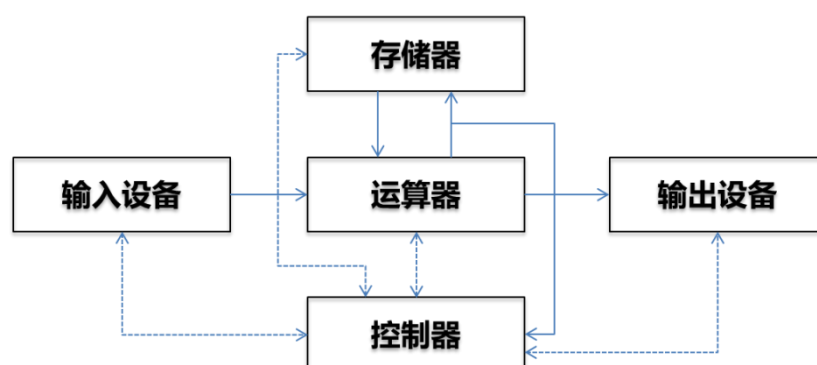 存储器
输入设备
运算器
输出设备
控制器